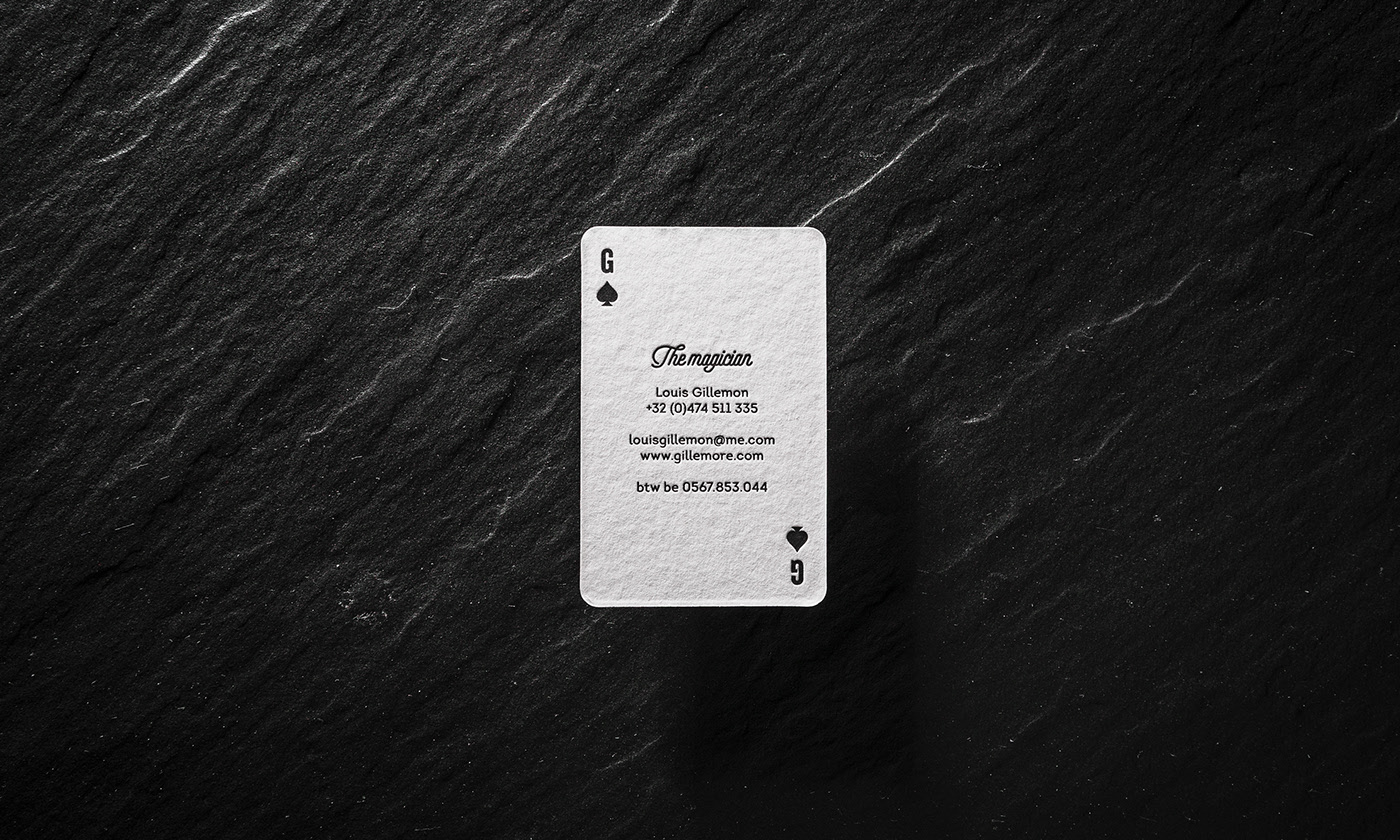 G
The magician
Louis Gillemon
+32 (0)474 511 335
louisgillemon@me.com
www.gillemore.com
btw be 0567.853.044
G